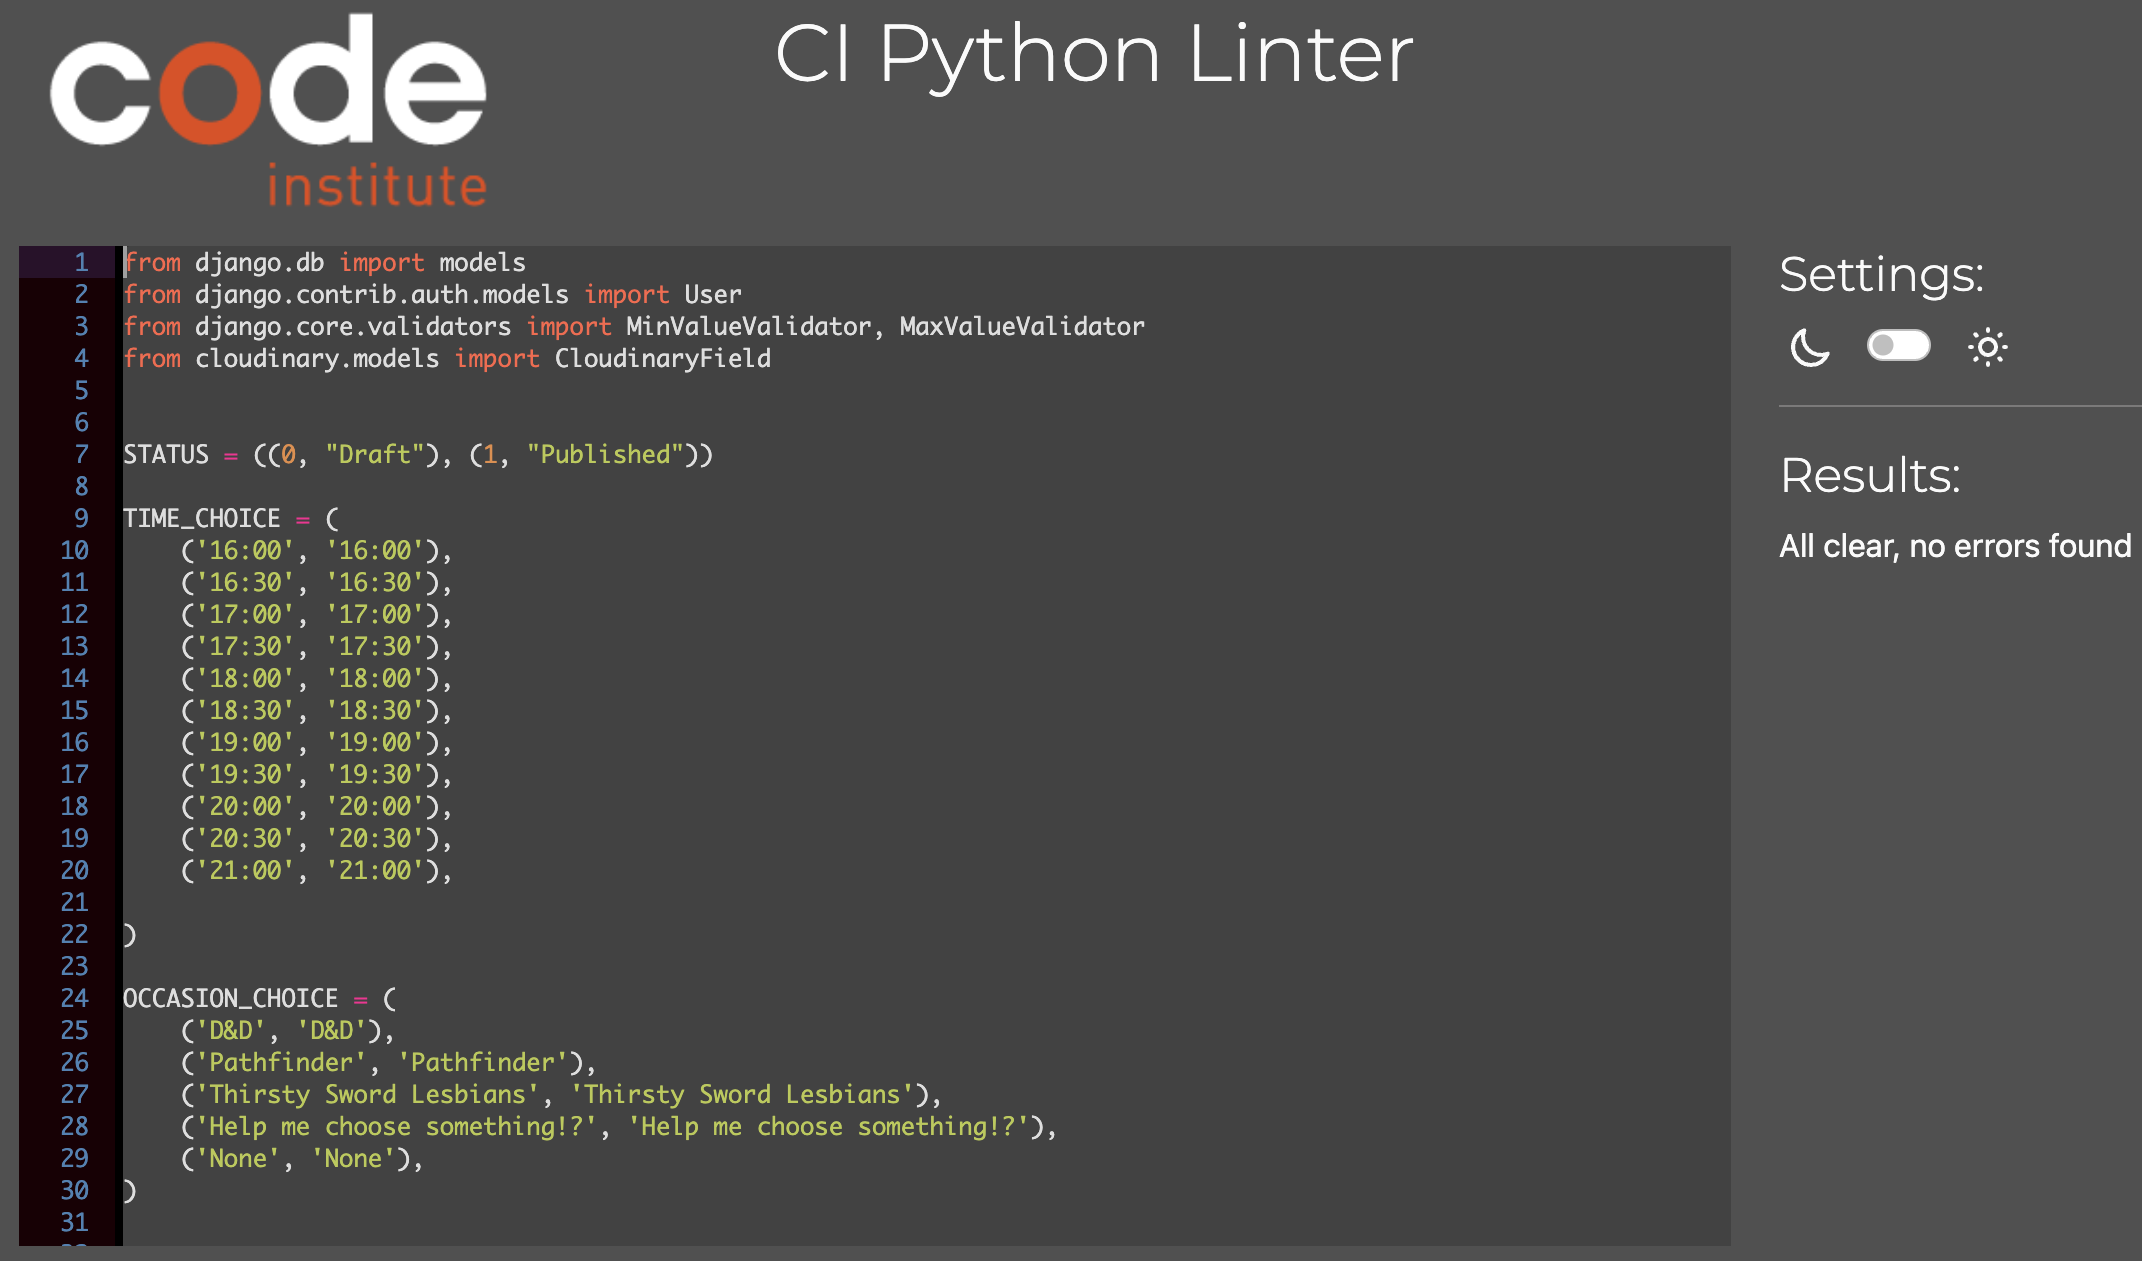 code
institute
CI Python Linter
1 from django.db import models
2 from django.contrib.auth.models import User
3 from django.core.validators import MinValueValidator, MaxValueValidator
4 from cloudinary.models import CloudinaryField
5
6
7 STATUS = ((0, "Draft"), (1, "Published"))
8
9 TIME_CHOICE = (
10     ('16:00', '16:00'),
11     ('16:30', '16:30'),
12     ('17:00', '17:00'),
13     ('17:30', '17:30'),
14     ('18:00', '18:00'),
15     ('18:30', '18:30'),
16     ('19:00', '19:00'),
17     ('19:30', '19:30'),
18     ('20:00', '20:00'),
19     ('20:30', '20:30'),
20     ('21:00', '21:00'),
21
22 )
23
24 OCCASION_CHOICE = (
25     ('D&D', 'D&D'),
26     ('Pathfinder', 'Pathfinder'),
27     ('Thirsty Sword Lesbians', 'Thirsty Sword Lesbians'),
28     ('Help me choose something!?', 'Help me choose something!?'),
29     ('None', 'None'),
30 )
31
Settings:
Results:
All clear, no errors found